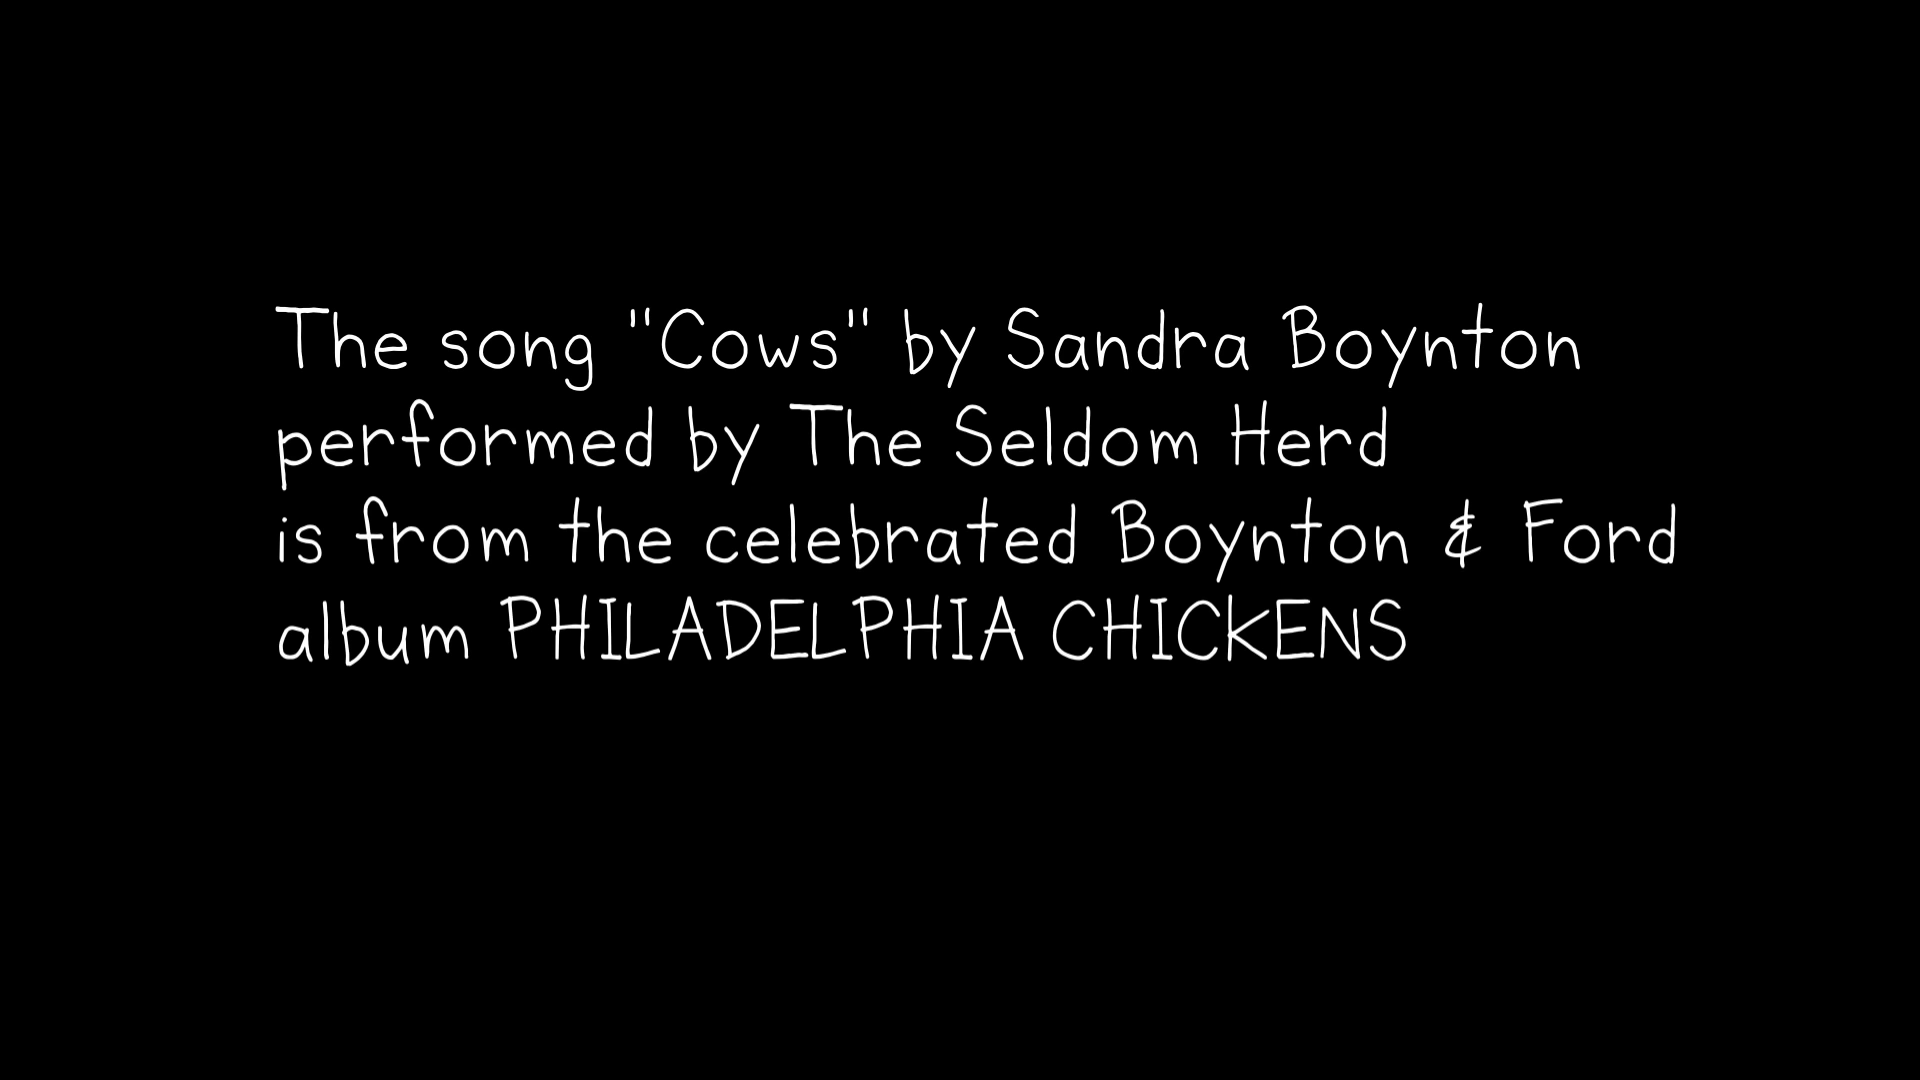 The song "Cows" by Sandra Boynton
performed by The Seldom Herd
is from the celebrated Boynton & Ford
album PHILADELPHIA CHICKENS